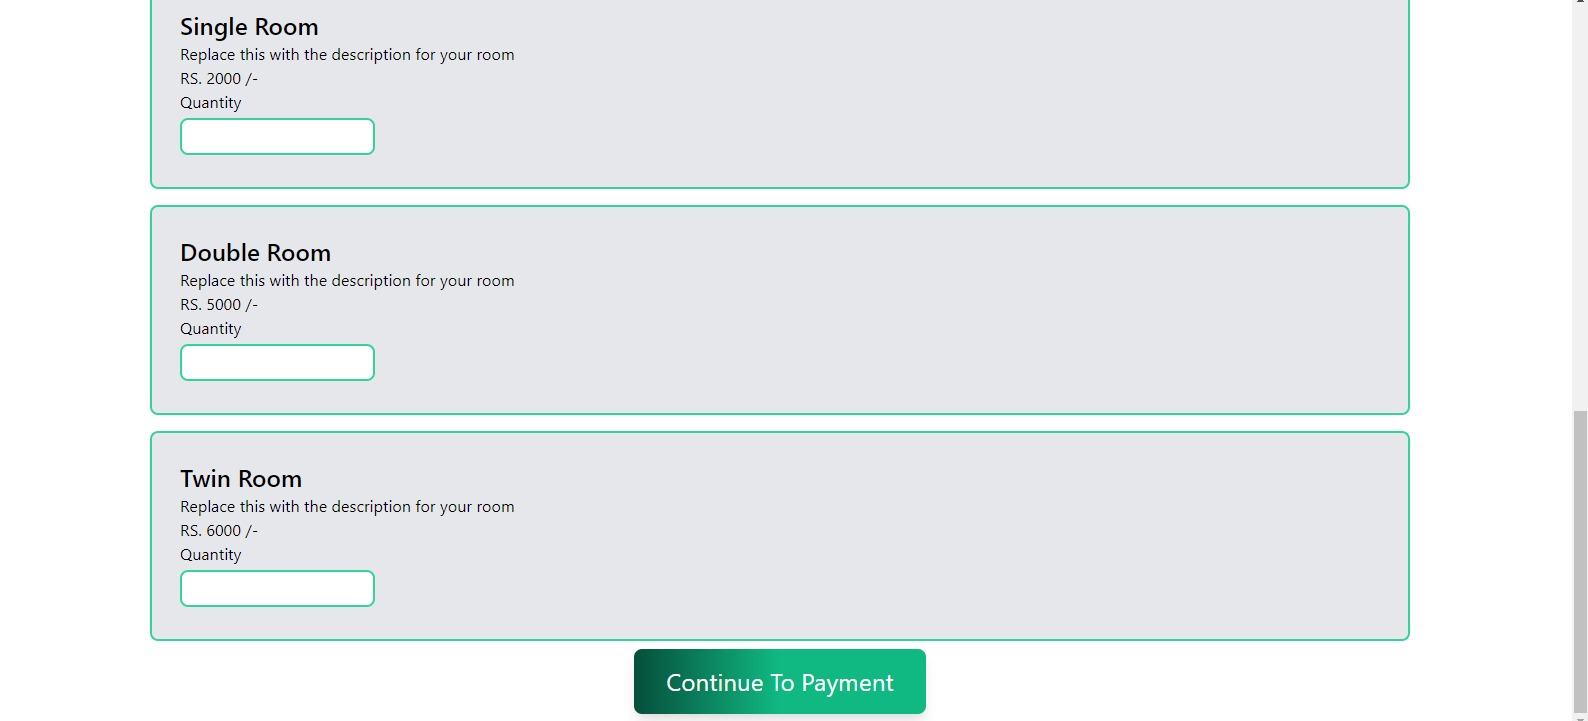 Single Room
Replace this with the description for your room
RS. 2000 /-
Quantity
Double Room
Replace this with the description for your room
RS. 5000 /-
Quantity
Twin Room
Replace this with the description for your room
RS. 6000 /-
Quantity
Continue To Payment